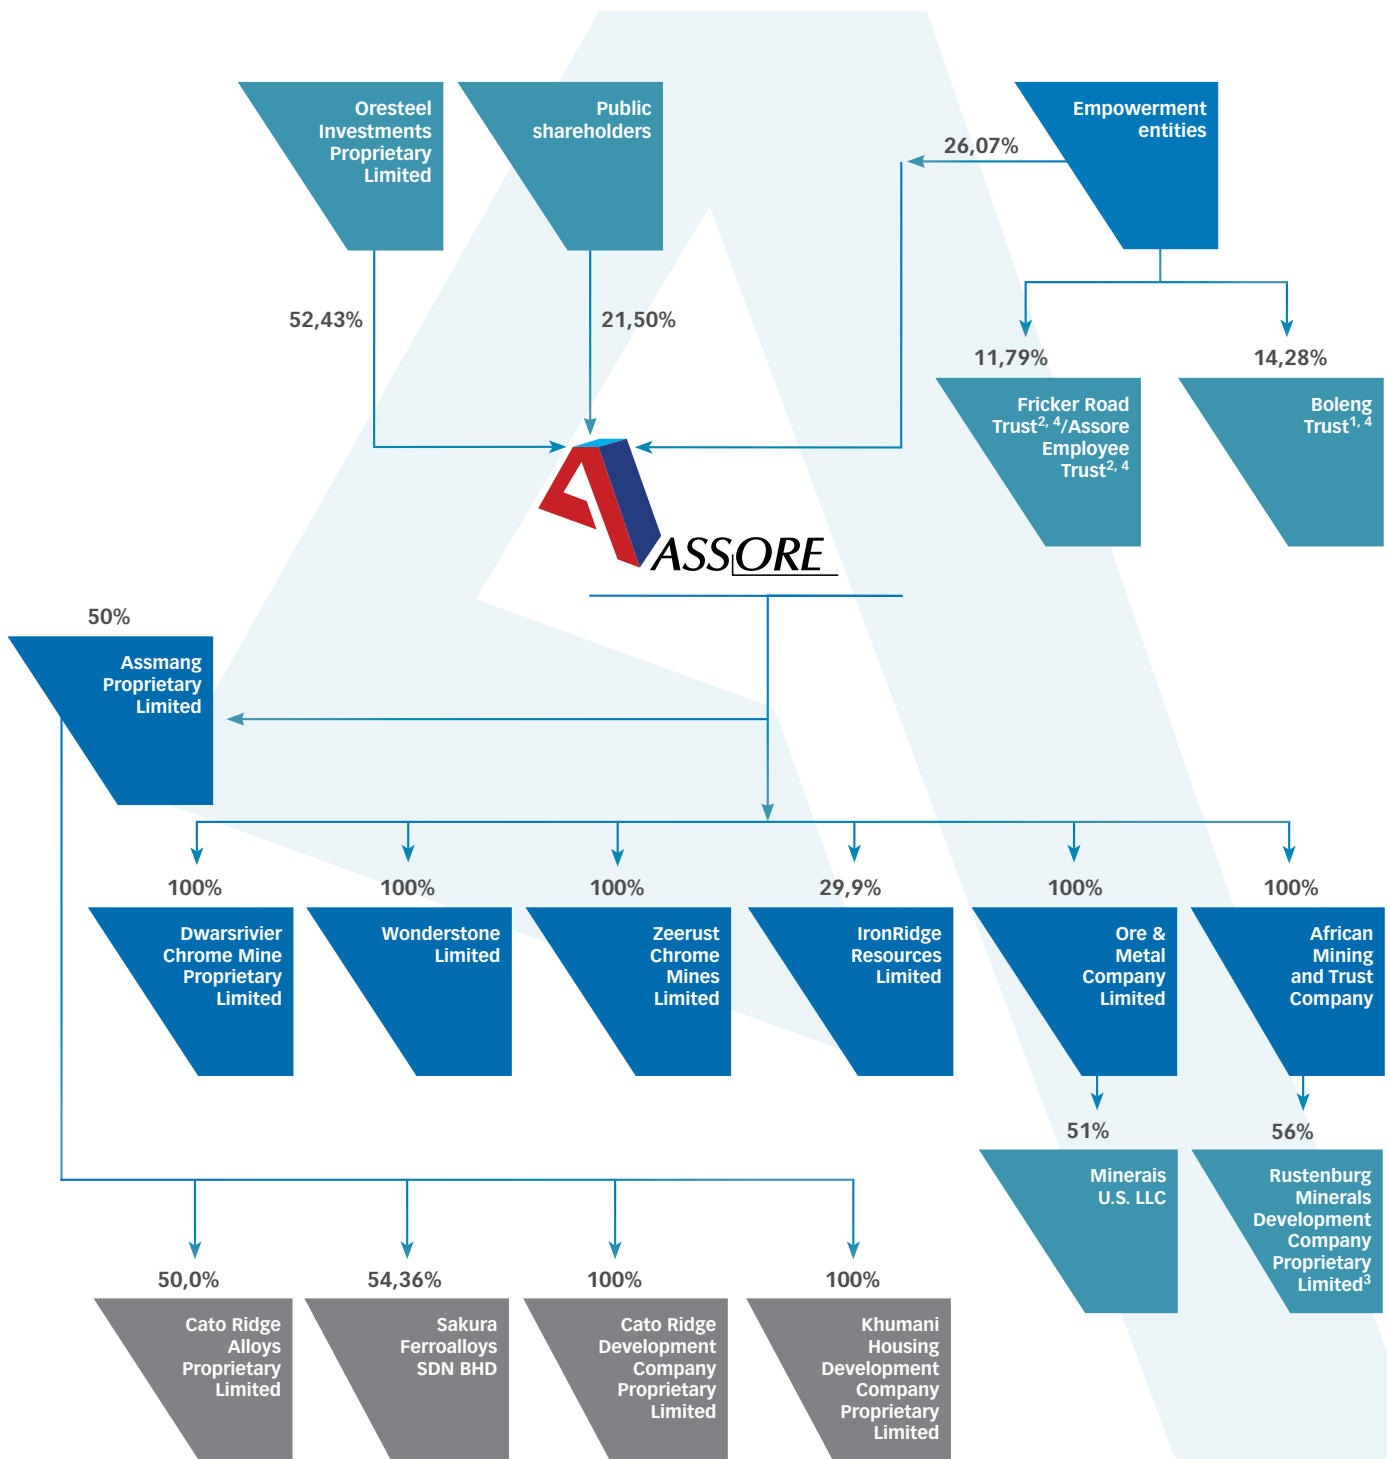 Oresteel
Investments
Proprietary
Limited
Public
shareholders
Empowerment
entities
26,07%
52,43%
21,50%
11,79%
14,28%
Fricker Road
Trust2, 4/Assore
Employee
Trust2, 4
Boleng
Trust1, 4
ASSORE
50%
Assmang
Proprietary
Limited
100%
100%
100%
29,9%
100%
100%
Dwarsrivier
Chrome Mine
Proprietary
Limited
Wonderstone
Limited
Zeerust
Chrome
Mines
Limited
IronRidge
Resources
Limited
Ore &
Metal
Company
Limited
African
Mining
and Trust
Company
51%
56%
Minerais
U.S. LLC
Rustenburg
Minerals
Development
Company
Proprietary
Limited3
50,0%
54,36%
100%
100%
Cato Ridge
Alloys
Proprietary
Limited
Sakura
Ferroalloys
SDN BHD
Cato Ridge
Development
Company
Proprietary
Limited
Khumani
Housing
Development
Company
Proprietary
Limited